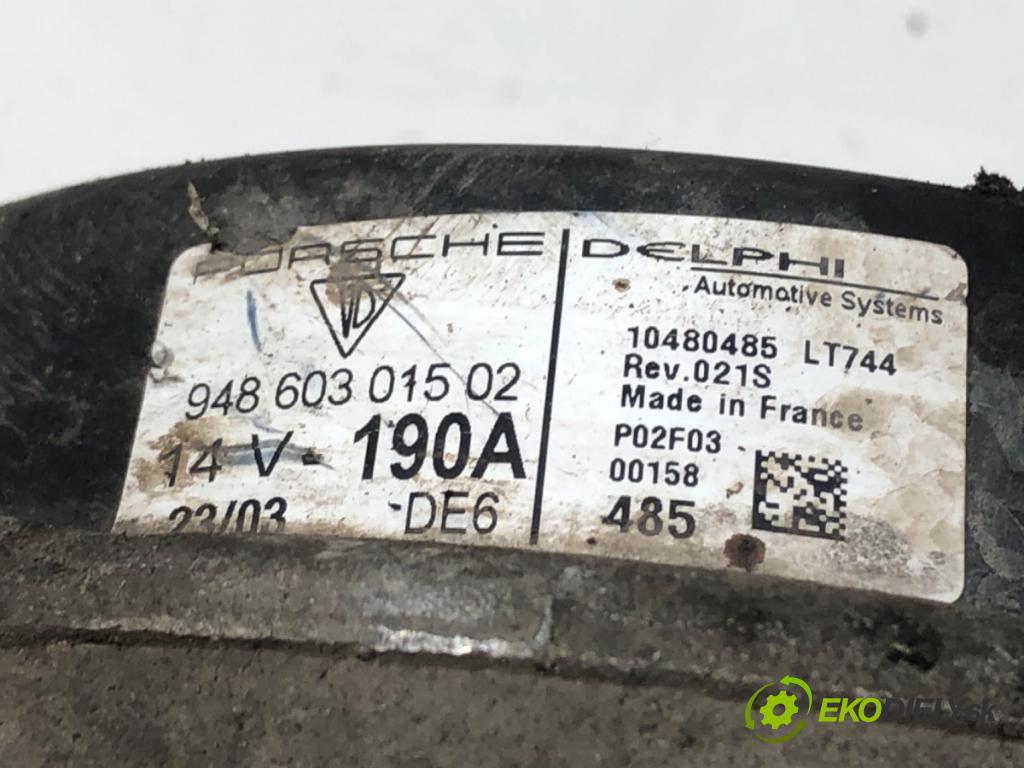 PORSCHE
VD
948 603 015 02
14 V - 190A
23/03 -DE6
DELPHI
Automotive Systems
10480485 LT744
Rev.021S
Made in France
P02F03
00158
485
EKODIELY.SK